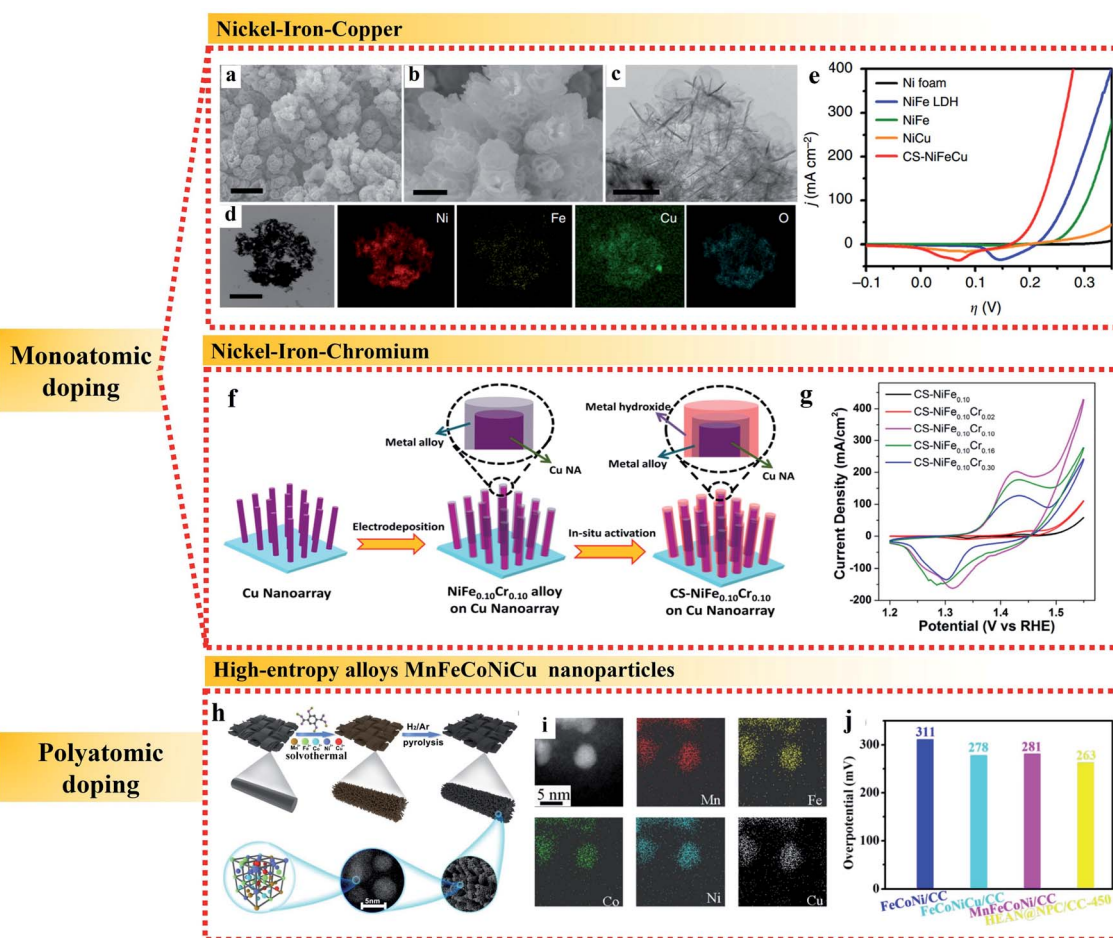 Nickel-Iron-Copper
a
b
c
d
Ni
Fe
Cu
O
e
400
300
200
100
0
j (mA cm⁻²)
Ni foam
NiFe LDH
NiFe
NiCu
CS-NiFeCu
–0.1
0.0
0.1
0.2
0.3
η (V)
Monoatomic
doping
Nickel-Iron-Chromium
f
Metal alloy
Cu NA
Metal hydroxide
Metal alloy
Cu NA
Electrodeposition
In-situ activation
Cu Nanoarray
NiFe₀.₁₀Cr₀.₁₀ alloy
on Cu Nanoarray
CS-NiFe₀.₁₀Cr₀.₁₀
on Cu Nanoarray
g
500
400
300
200
100
0
-100
-200
Current Density (mA/cm²)
CS-NiFe₀.₁₀
CS-NiFe₀.₁₀Cr₀.₀₂
CS-NiFe₀.₁₀Cr₀.₁₀
CS-NiFe₀.₁₀Cr₀.₁₆
CS-NiFe₀.₁₀Cr₀.₃₀
1.2
1.3
1.4
1.5
Potential (V vs RHE)
High-entropy alloys MnFeCoNiCu nanoparticles
Polyatomic
doping
h
solvothermal
H₂/Ar
pyrolysis
5nm
i
5 nm
Mn
Fe
Co
Ni
Cu
j
Overpotential (mV)
300
200
100
0
311
278
281
263
FeCoNi/CC
FeCoNiCu/CC
MnFeCoNi/CC
HEAN@NPC/CC-450